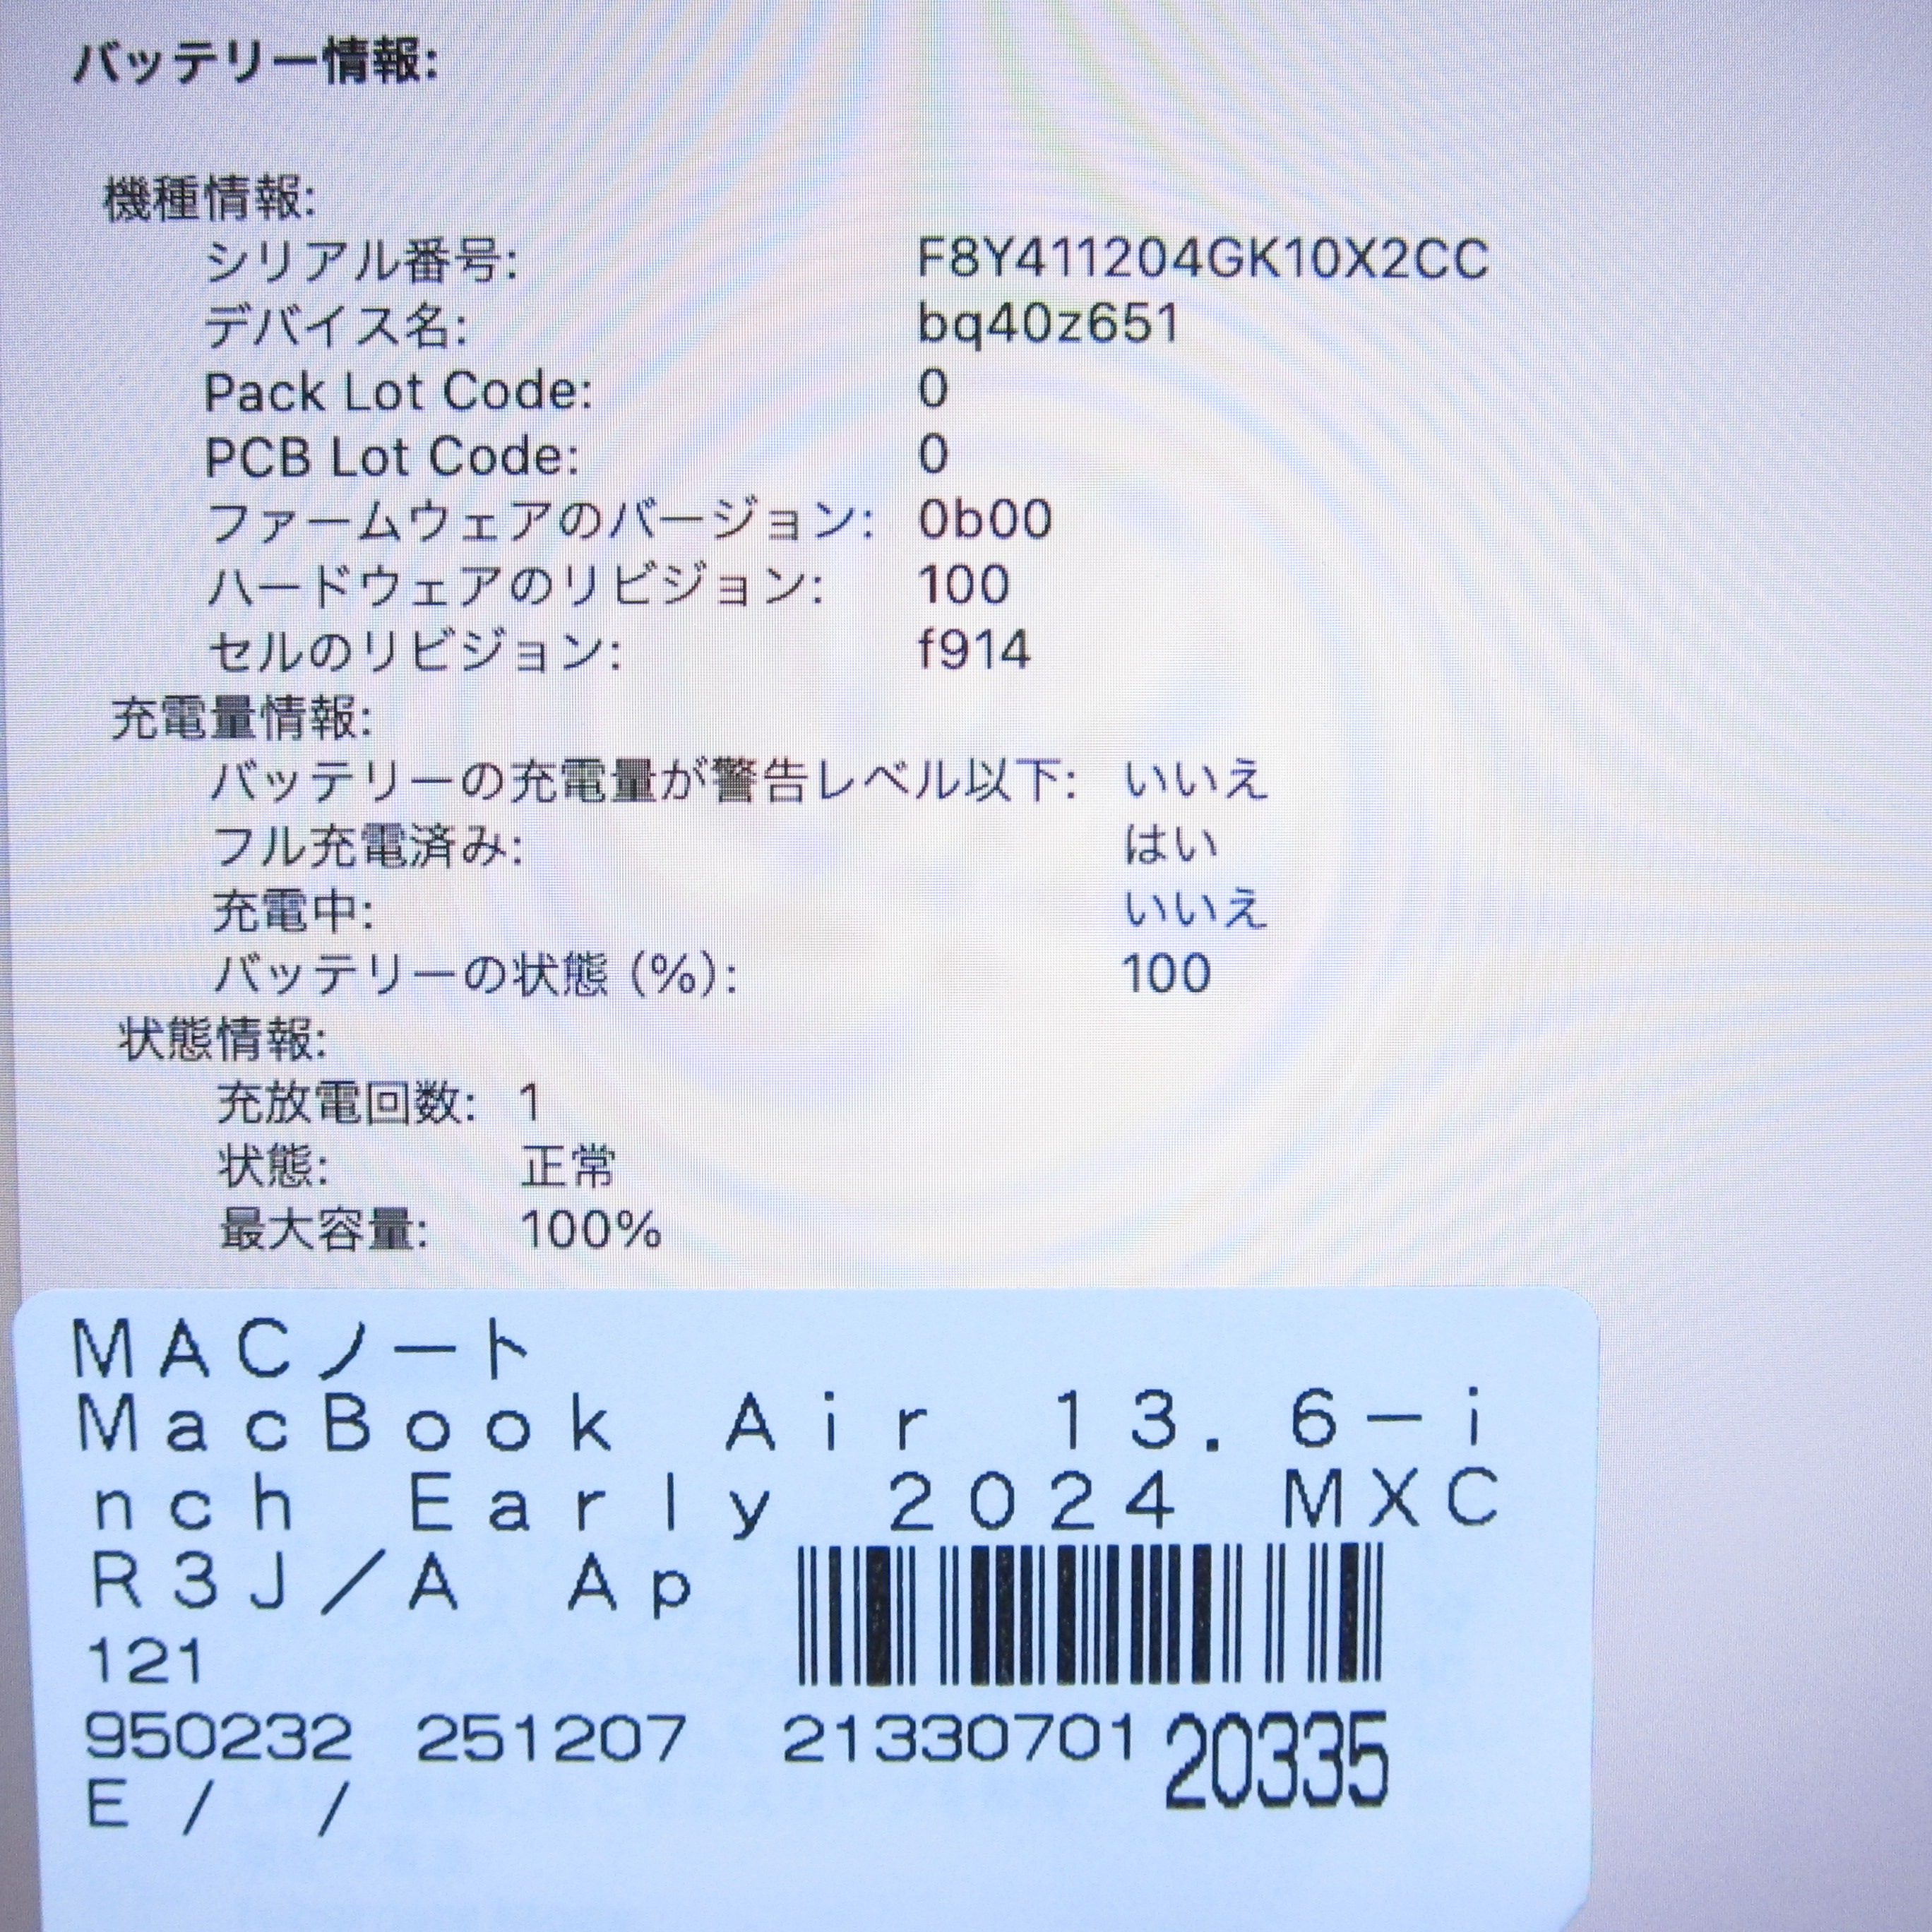 バッテリー情報:
機種情報:
シリアル番号: F8Y411204GK10X2CC
デバイス名: bq40z651
Pack Lot Code: 0
PCB Lot Code: 0
ファームウェアのバージョン: 0b00
ハードウェアのリビジョン: 100
セルのリビジョン: f914
充電量情報:
バッテリーの充電量が警告レベル以下: いいえ
フル充電済み: はい
充電中: いいえ
バッテリーの状態 (%): 100
状態情報:
充放電回数: 1
状態: 正常
最大容量: 100%
MACノート
MacBook Air 13.6-i
nch Early 2024 MXC
R3J/A Ap
121
950232 251207 21330701 20335
E / /